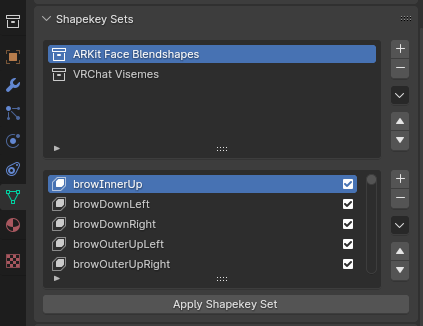 Shapekey Sets
ARKit Face Blendshapes
VRChat Visemes
browInnerUp
browDownLeft
browDownRight
browOuterUpLeft
browOuterUpRight
Apply Shapekey Set